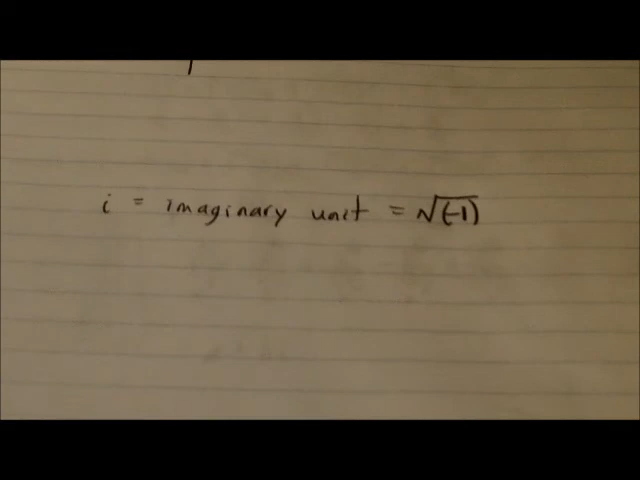 i = imaginary unit = √(-1)